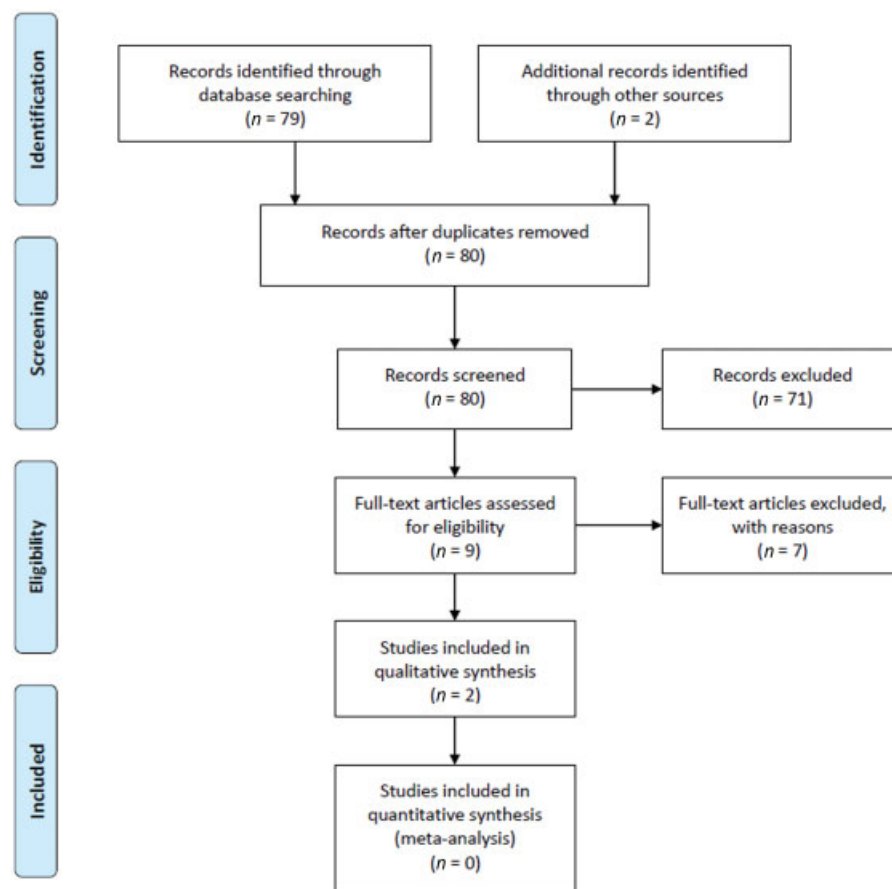 Identification
Records identified through
database searching
(n = 79)
Additional records identified
through other sources
(n = 2)
Records after duplicates removed
(n = 80)
Screening
Records screened
(n = 80)
Records excluded
(n = 71)
Eligibility
Full-text articles assessed
for eligibility
(n = 9)
Full-text articles excluded,
with reasons
(n = 7)
Studies included in
qualitative synthesis
(n = 2)
Included
Studies included in
quantitative synthesis
(meta-analysis)
(n = 0)